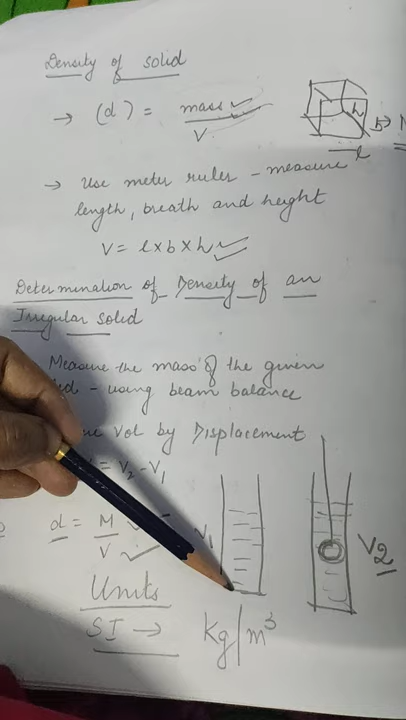 Density of solid
→ (d) = mass
V
h
b
l
→ Use meter ruler - measure
length, breath and height
V = l x b x h
Determination of Density of an
Irregular solid
Measure the mass of the given
- using beam balance
Vol by Displacement
= V2 - V1
d = M
V
V1
V2
Units
SI → Kg/m³